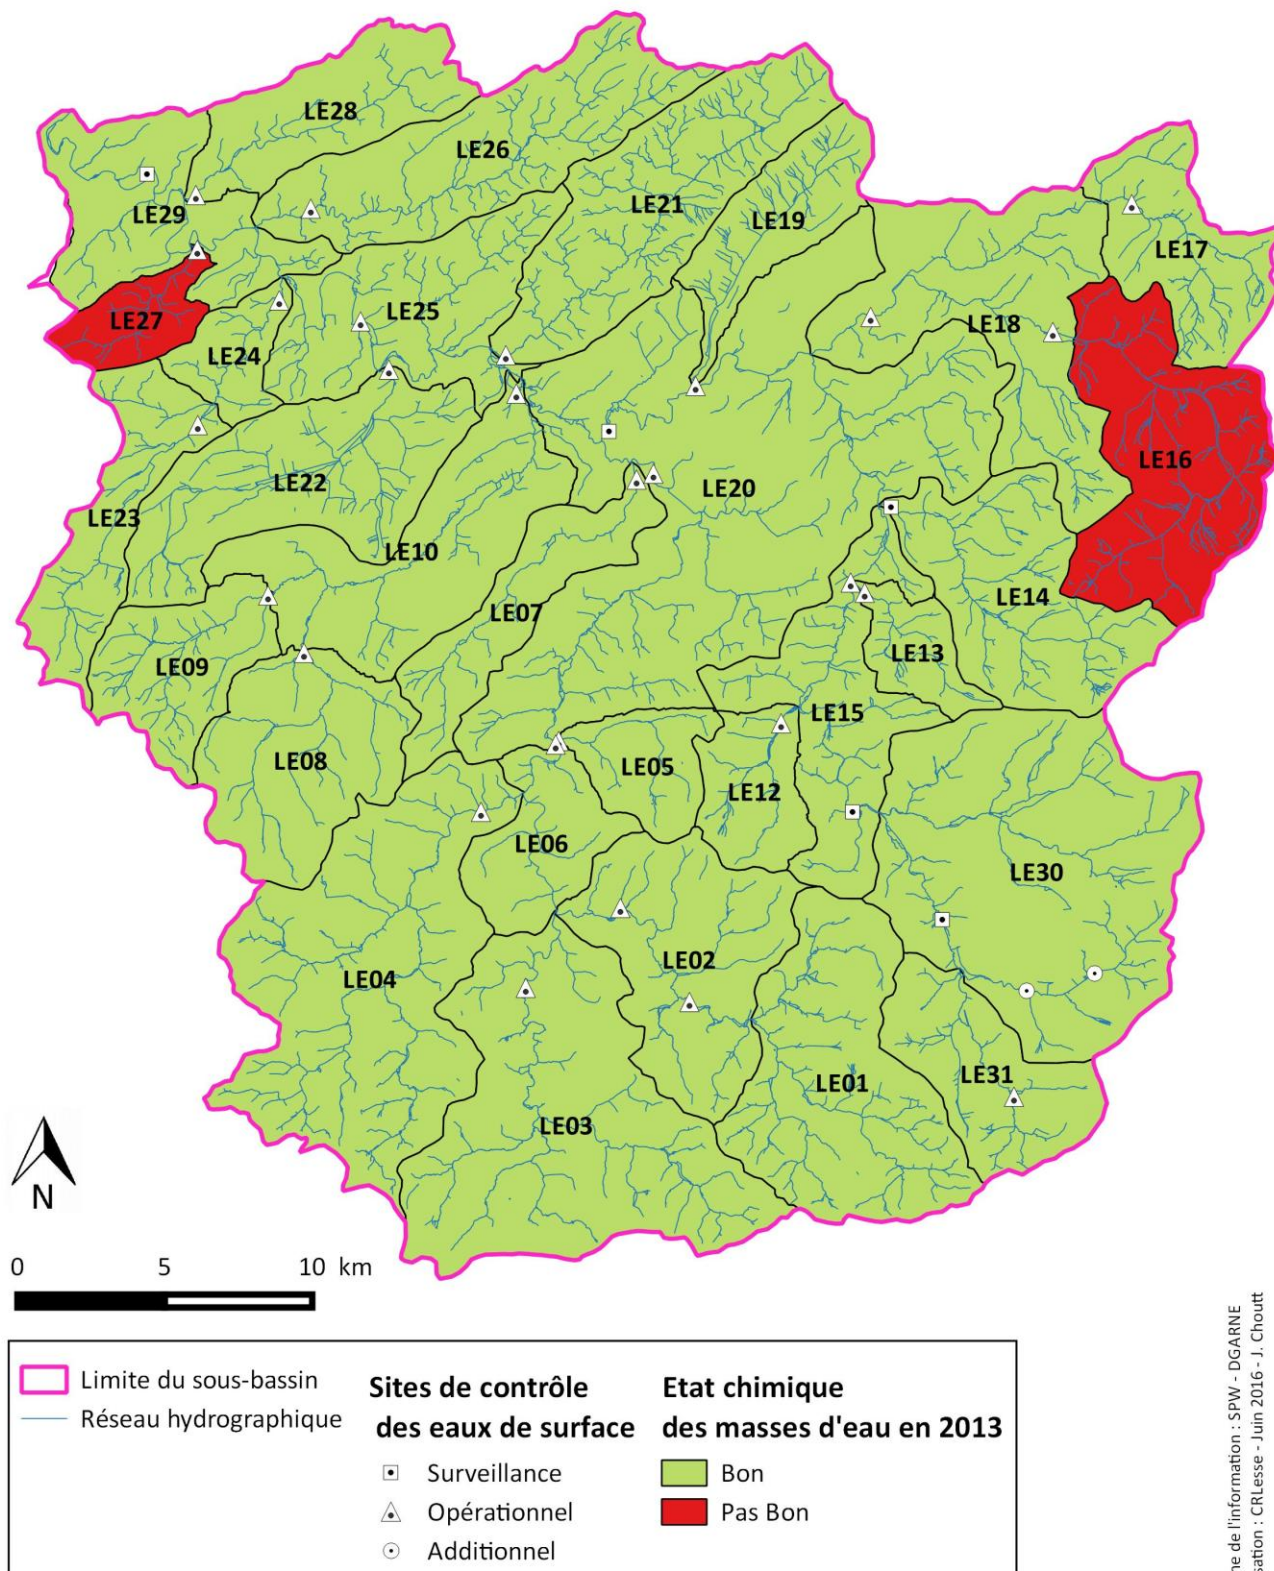 LE28
LE26
LE29
LE21
LE19
LE17
LE27
LE25
LE18
LE24
LE16
LE22
LE20
LE23
LE10
LE07
LE14
LE09
LE13
LE15
LE08
LE05
LE12
LE06
LE30
LE04
LE02
LE01
LE31
LE03
N
0 5 10 km
Limite du sous-bassin
Réseau hydrographique
Sites de contrôle
des eaux de surface
Surveillance
Opérationnel
Additionnel
Etat chimique
des masses d'eau en 2013
Bon
Pas Bon
de l'information : SPW - DGARNE
: CRLesse - Juin 2016 - J. Choutt